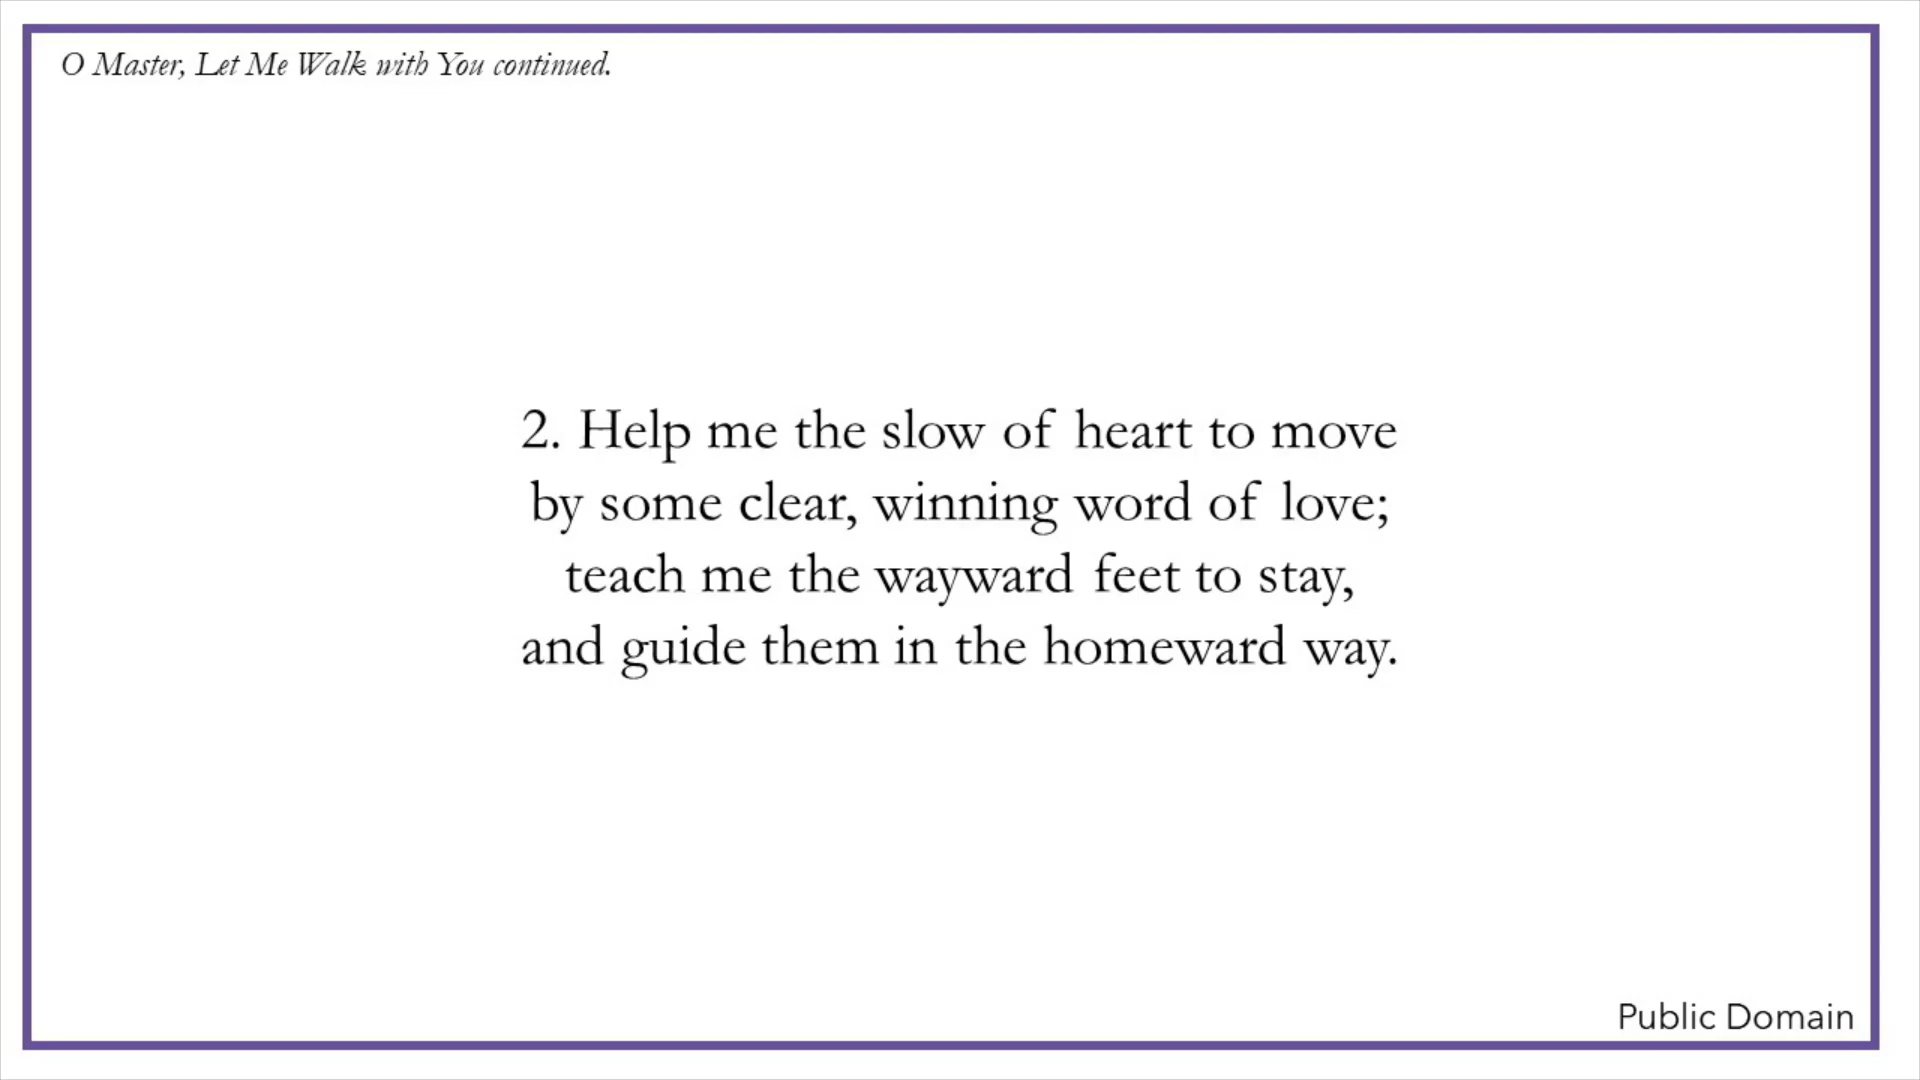 O Master, Let Me Walk with You continued.
2. Help me the slow of heart to move
by some clear, winning word of love;
teach me the wayward feet to stay,
and guide them in the homeward way.
Public Domain